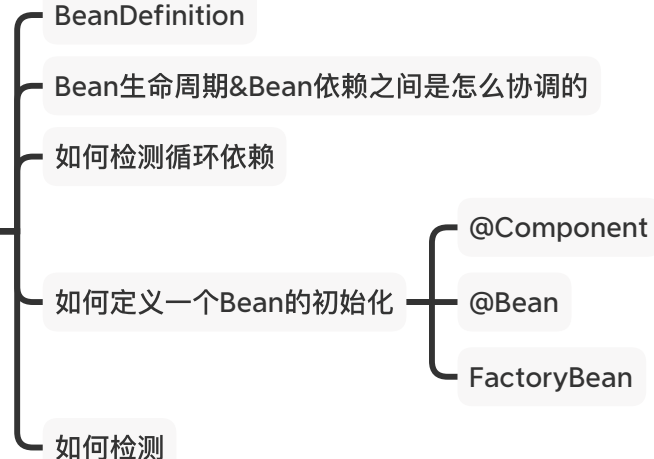 BeanDefinition
Bean生命周期&Bean依赖之间是怎么协调的
如何检测循环依赖
如何定义一个Bean的初始化
@Component
@Bean
FactoryBean
如何检测